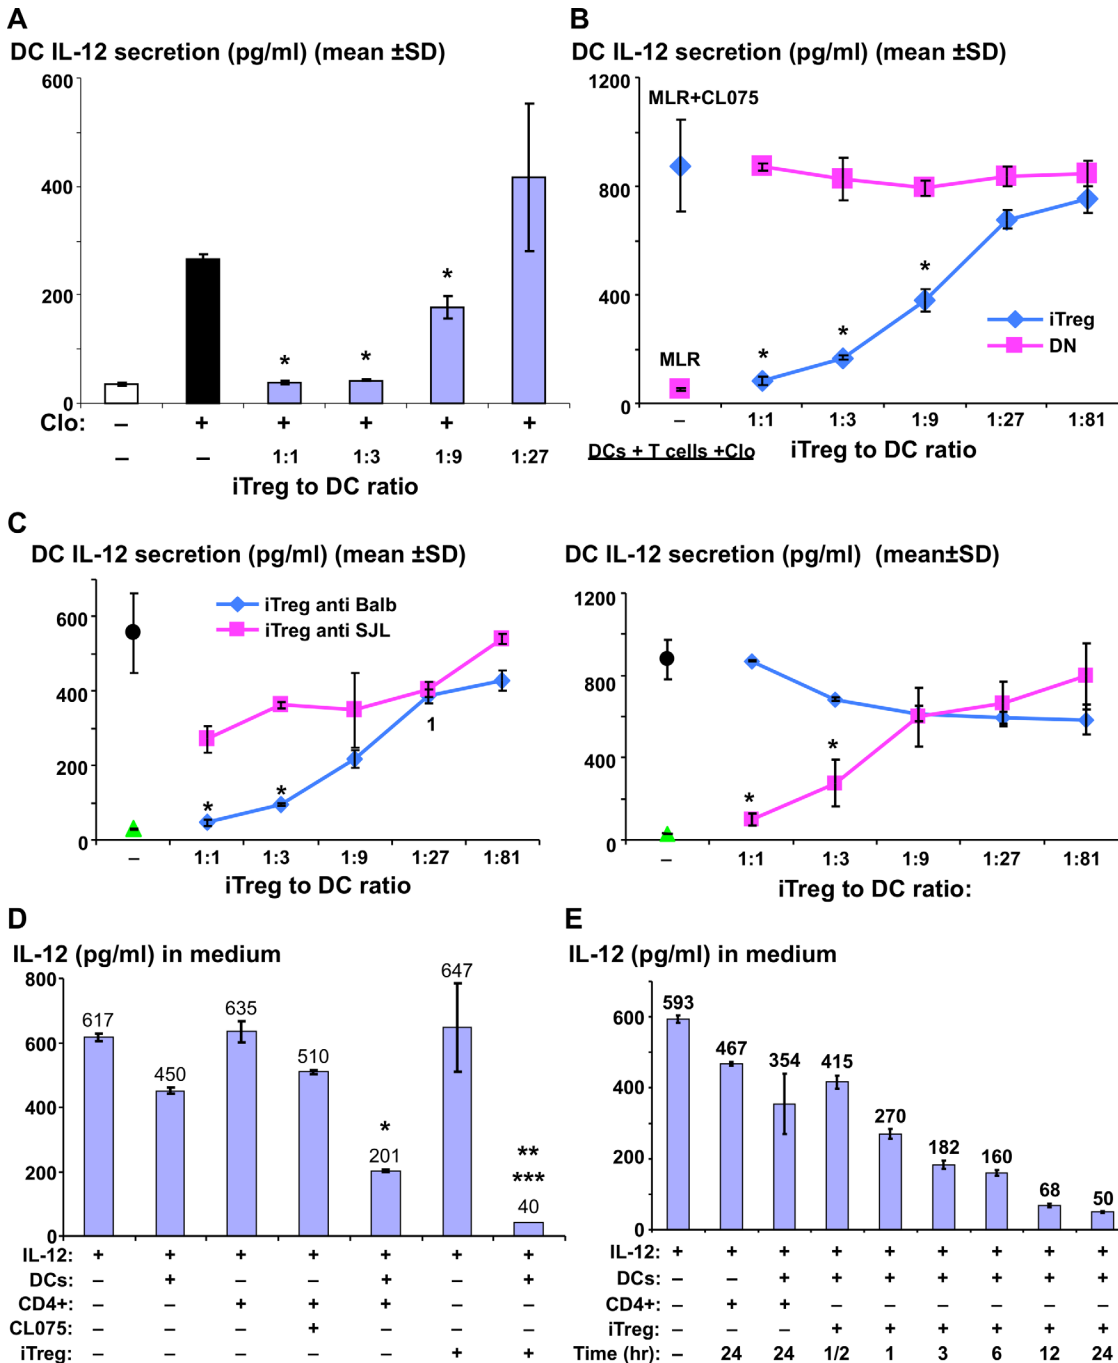 A
DC IL-12 secretion (pg/ml) (mean ±SD)
600
400
200
0
*
*
*
Clo: – + + + + +
– – 1:1 1:3 1:9 1:27
iTreg to DC ratio
B
DC IL-12 secretion (pg/ml) (mean ±SD)
1200
800
400
0
MLR+CL075
MLR
*
*
*
iTreg
DN
– 1:1 1:3 1:9 1:27 1:81
DCs + T cells +Clo iTreg to DC ratio
C
DC IL-12 secretion (pg/ml) (mean ±SD)
600
400
200
0
iTreg anti Balb
iTreg anti SJL
*
*
1
– 1:1 1:3 1:9 1:27 1:81
iTreg to DC ratio
DC IL-12 secretion (pg/ml) (mean±SD)
1200
800
400
0
*
*
– 1:1 1:3 1:9 1:27 1:81
iTreg to DC ratio:
D
IL-12 (pg/ml) in medium
800
600
400
200
0
617 450 635 510 201 647 40
*
**
***
IL-12: + + + + + + +
DCs: – + – – + – +
CD4+: – – + + + – –
CL075: – – – + – – –
iTreg: – – – – – + +
E
IL-12 (pg/ml) in medium
600
400
200
0
593 467 354 415 270 182 160 68 50
IL-12: + + + + + + + + +
DCs: – – + + + + + + +
CD4+: – + + – – – – – –
iTreg: – – – + + + + + +
Time (hr) – 24 24 1/2 1 3 6 12 24